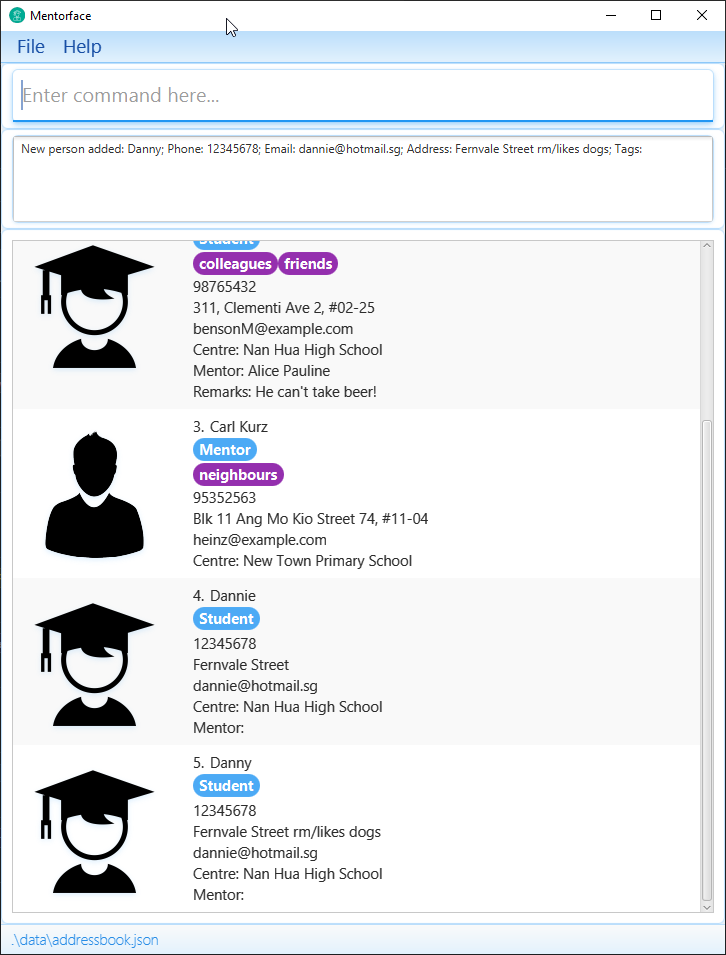 Mentorface
File Help
Enter command here...
New person added: Danny; Phone: 12345678; Email: dannie@hotmail.sg; Address: Fernvale Street rm/likes dogs; Tags:
Student
colleagues friends
98765432
311, Clementi Ave 2, #02-25
bensonM@example.com
Centre: Nan Hua High School
Mentor: Alice Pauline
Remarks: He can't take beer!
3. Carl Kurz
Mentor
neighbours
95352563
Blk 11 Ang Mo Kio Street 74, #11-04
heinz@example.com
Centre: New Town Primary School
4. Dannie
Student
12345678
Fernvale Street
dannie@hotmail.sg
Centre: Nan Hua High School
Mentor:
5. Danny
Student
12345678
Fernvale Street rm/likes dogs
dannie@hotmail.sg
Centre: Nan Hua High School
Mentor:
.\data\addressbook.json